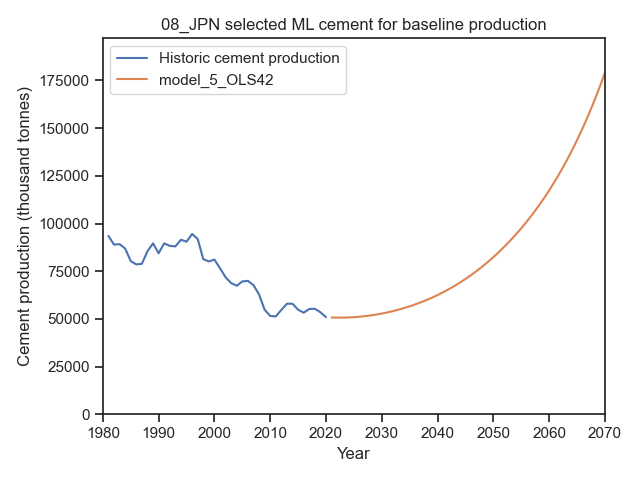 08_JPN selected ML cement for baseline production
Historic cement production
model_5_OLS42
Cement production (thousand tonnes)
175000
150000
125000
100000
75000
50000
25000
0
1980 1990 2000 2010 2020 2030 2040 2050 2060 2070
Year